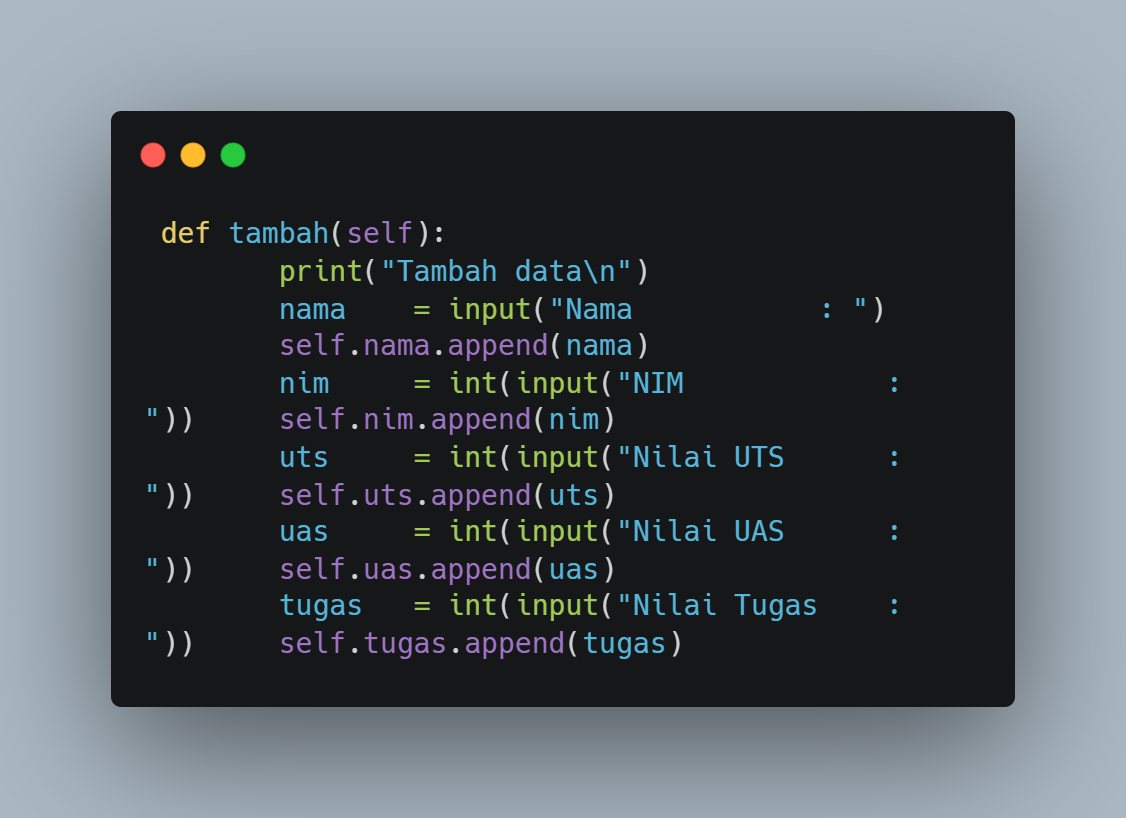 def tambah(self):
        print("Tambah data\n")
        nama    = input("Nama           : ")
        self.nama.append(nama)
        nim     = int(input("NIM            :
"))     self.nim.append(nim)
        uts     = int(input("Nilai UTS      :
"))     self.uts.append(uts)
        uas     = int(input("Nilai UAS      :
"))     self.uas.append(uas)
        tugas   = int(input("Nilai Tugas    :
"))     self.tugas.append(tugas)